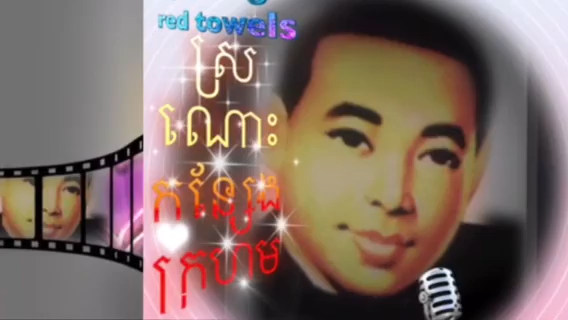 red towels
ស្រ
ណោះ
កន្សែង
ក្រហម